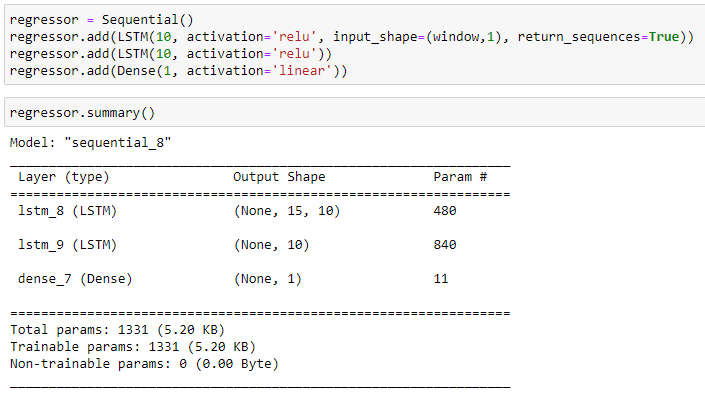 regressor = Sequential()
regressor.add(LSTM(10, activation='relu', input_shape=(window,1), return_sequences=True))
regressor.add(LSTM(10, activation='relu'))
regressor.add(Dense(1, activation='linear'))
regressor.summary()
Model: "sequential_8"
_________________________________________________________________
Layer (type) Output Shape Param #
=================================================================
lstm_8 (LSTM) (None, 15, 10) 480
lstm_9 (LSTM) (None, 10) 840
dense_7 (Dense) (None, 1) 11
=================================================================
Total params: 1331 (5.20 KB)
Trainable params: 1331 (5.20 KB)
Non-trainable params: 0 (0.00 Byte)
_________________________________________________________________